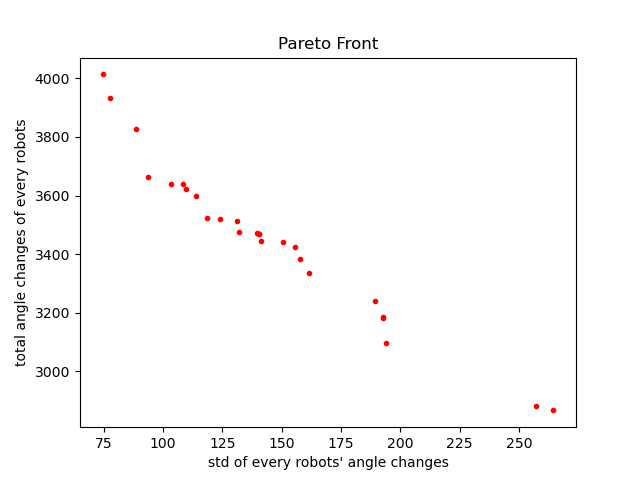 Pareto Front
4000
3800
3600
3400
3200
3000
total angle changes of every robots
75 100 125 150 175 200 225 250
std of every robots' angle changes